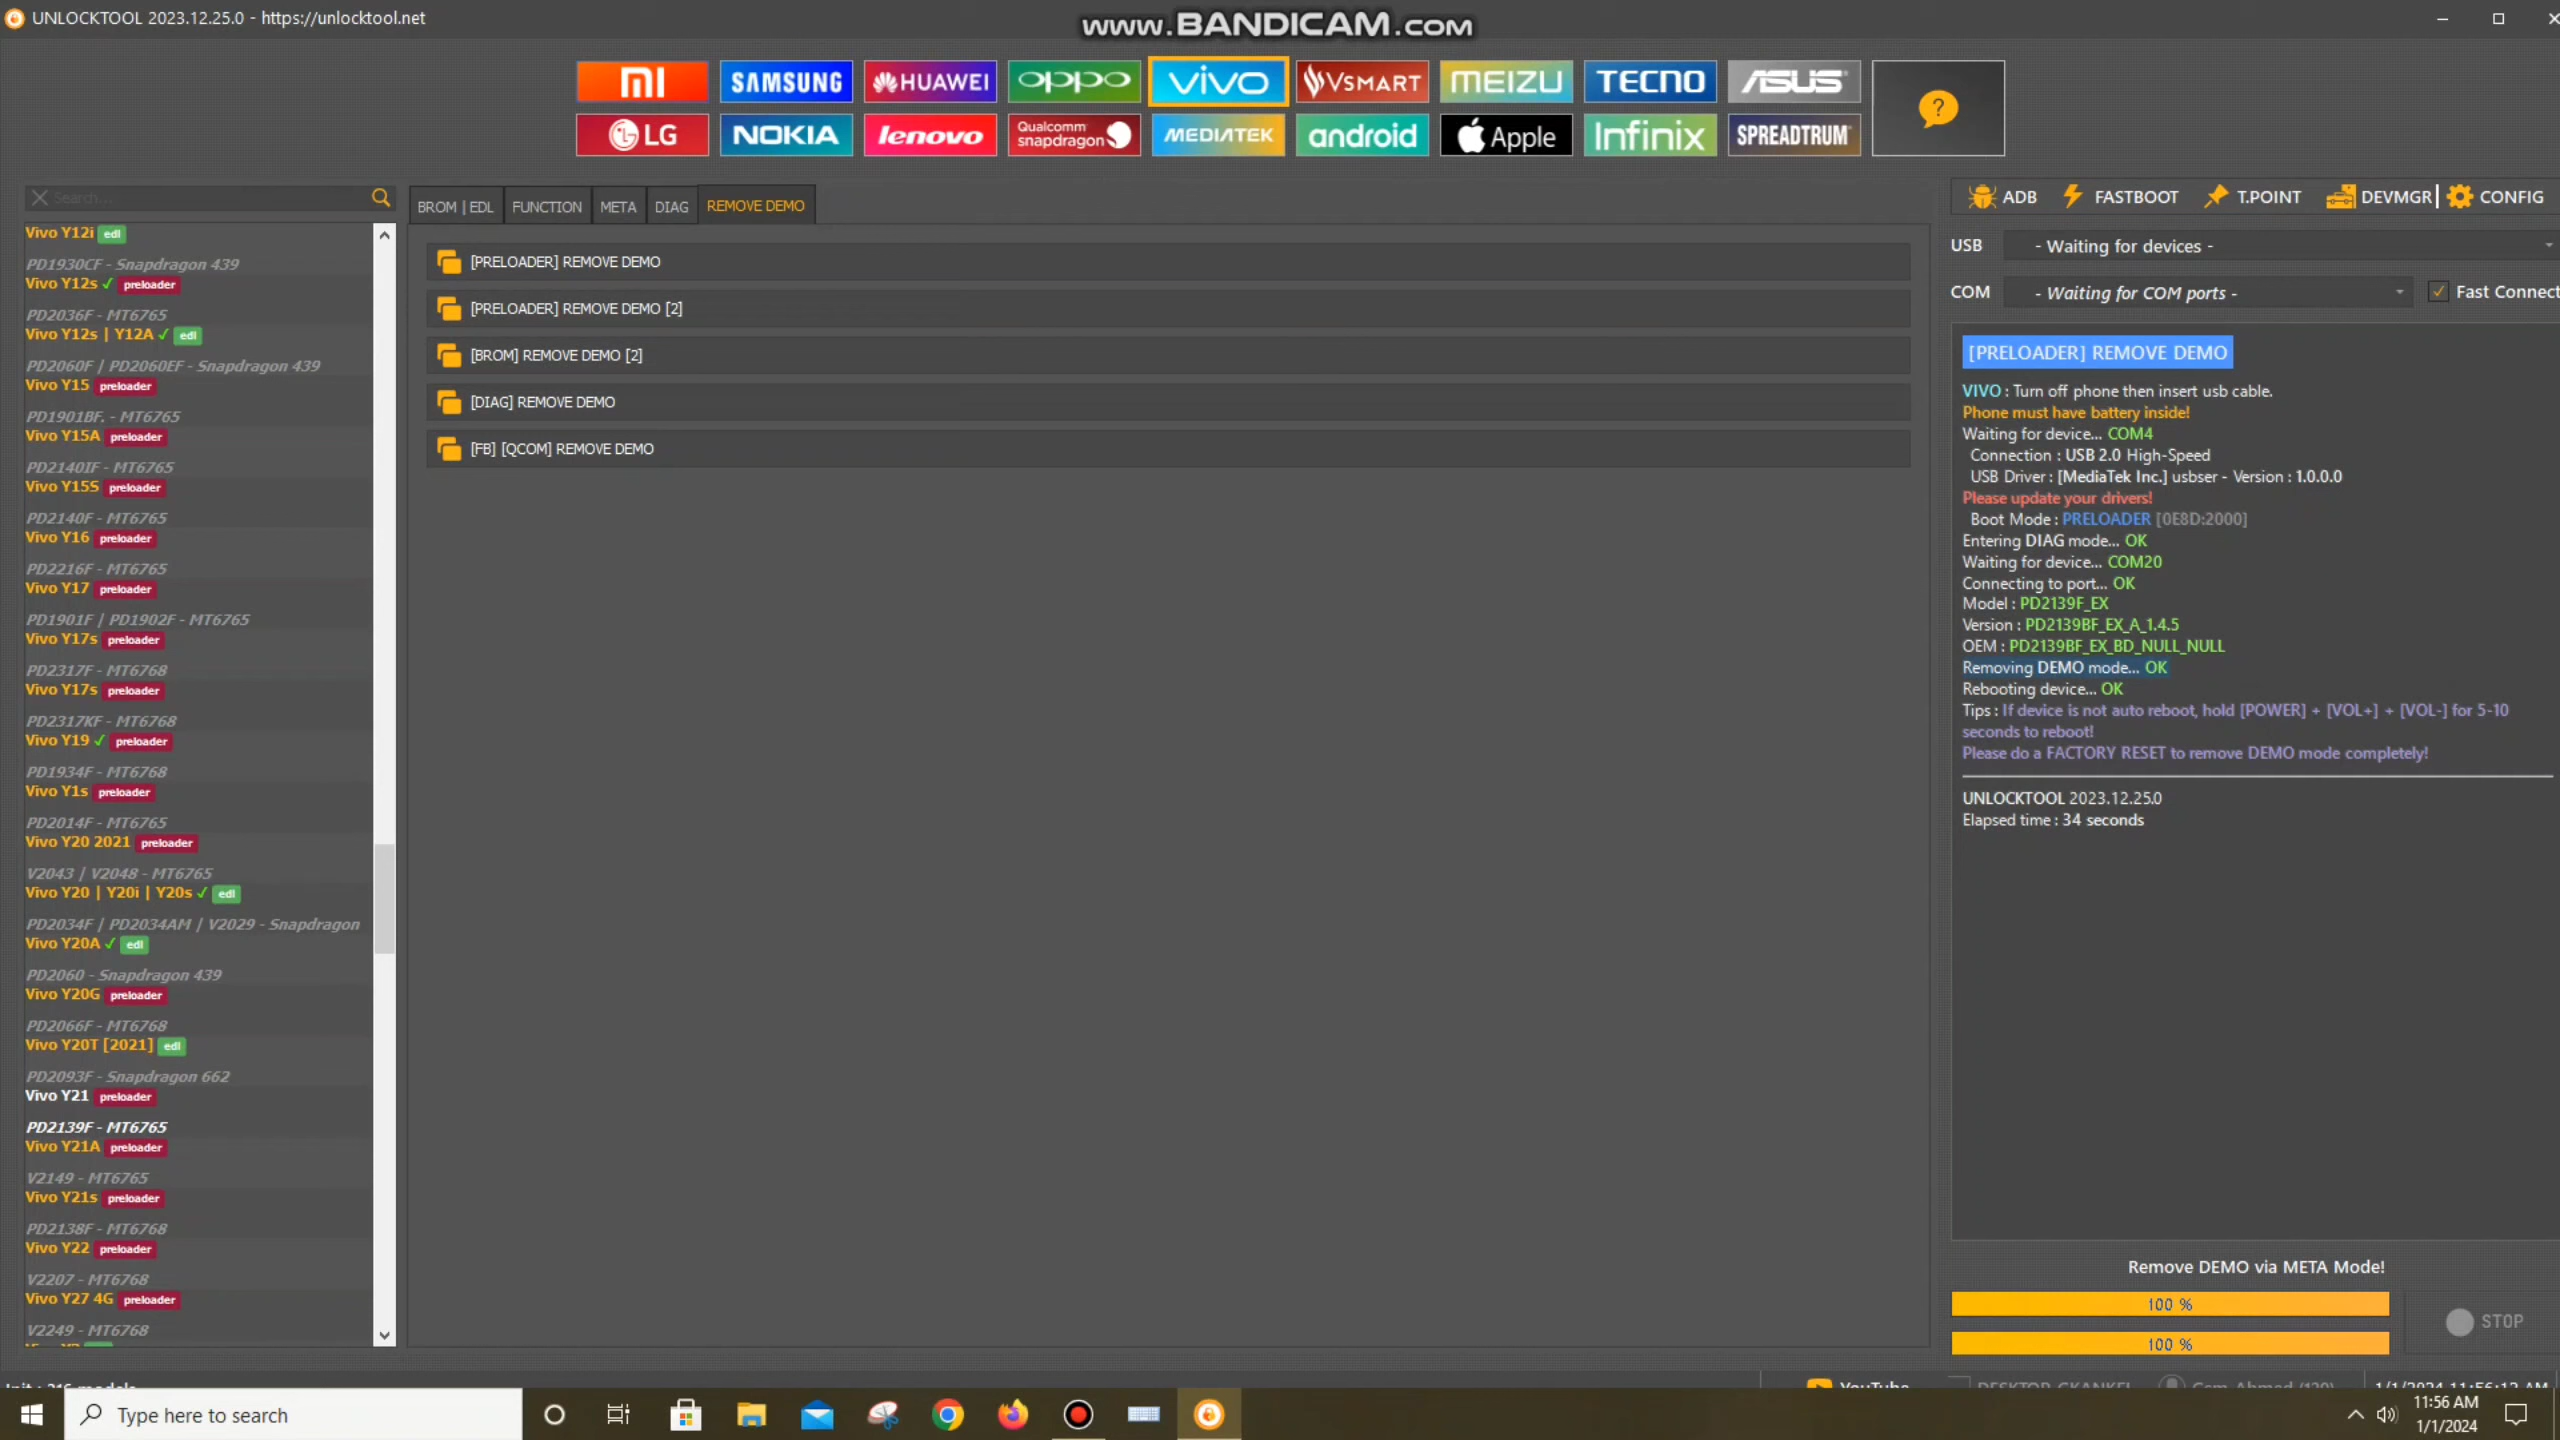 UNLOCKTOOL 2023.12.25.0 - https://unlocktool.net
www.BANDICAM.com
MI SAMSUNG HUAWEI oppo vivo VSMART MEIZU TECNO ASUS
LG NOKIA lenovo Qualcomm snapdragon MEDIATEK android Apple Infinix SPREADTRUM
?
Search...
BROM | EDL FUNCTION META DIAG REMOVE DEMO
ADB FASTBOOT T.POINT DEVMGR CONFIG
Vivo Y12i edl
PD1930CF - Snapdragon 439
Vivo Y12s ✓ preloader
PD2036F - MT6765
Vivo Y12s | Y12A ✓ edl
PD2060F | PD2060EF - Snapdragon 439
Vivo Y15 preloader
PD1901BF. - MT6765
Vivo Y15A preloader
PD2140IF - MT6765
Vivo Y15S preloader
PD2140F - MT6765
Vivo Y16 preloader
PD2216F - MT6765
Vivo Y17 preloader
PD1901F | PD1902F - MT6765
Vivo Y17s preloader
PD2317F - MT6768
Vivo Y17s preloader
PD2317KF - MT6768
Vivo Y19 ✓ preloader
PD1934F - MT6768
Vivo Y1s preloader
PD2014F - MT6765
Vivo Y20 2021 preloader
V2043 | V2048 - MT6765
Vivo Y20 | Y20i | Y20s ✓ edl
PD2034F | PD2034AM | V2029 - Snapdragon
Vivo Y20A ✓ edl
PD2060 - Snapdragon 439
Vivo Y20G preloader
PD2066F - MT6768
Vivo Y20T [2021] edl
PD2093F - Snapdragon 662
Vivo Y21 preloader
PD2139F - MT6765
Vivo Y21A preloader
V2149 - MT6765
Vivo Y21s preloader
PD2138F - MT6768
Vivo Y22 preloader
V2207 - MT6768
Vivo Y27 4G preloader
V2249 - MT6768
[PRELOADER] REMOVE DEMO
[PRELOADER] REMOVE DEMO [2]
[BROM] REMOVE DEMO [2]
[DIAG] REMOVE DEMO
[FB] [QCOM] REMOVE DEMO
USB - Waiting for devices -
COM - Waiting for COM ports - Fast Connect
[PRELOADER] REMOVE DEMO
VIVO : Turn off phone then insert usb cable.
Phone must have battery inside!
Waiting for device... COM4
Connection : USB 2.0 High-Speed
USB Driver : [MediaTek Inc.] usbser - Version : 1.0.0.0
Please update your drivers!
Boot Mode : PRELOADER [0E8D:2000]
Entering DIAG mode... OK
Waiting for device... COM20
Connecting to port... OK
Model : PD2139F_EX
Version : PD2139BF_EX_A_1.4.5
OEM : PD2139BF_EX_BD_NULL_NULL
Removing DEMO mode... OK
Rebooting device... OK
Tips : If device is not auto reboot, hold [POWER] + [VOL+] + [VOL-] for 5-10
seconds to reboot!
Please do a FACTORY RESET to remove DEMO mode completely!
UNLOCKTOOL 2023.12.25.0
Elapsed time : 34 seconds
Remove DEMO via META Mode!
100 %
STOP
100 %
YouTube
Type here to search
11:56 AM
1/1/2024